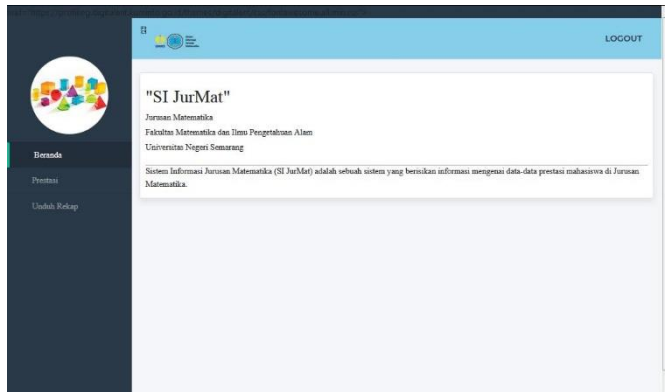 LOGOUT
Beranda
Prestasi
Unduh Rekap
"SI JurMat"
Jurusan Matematika
Fakultas Matematika dan Ilmu Pengetahuan Alam
Universitas Negeri Semarang
Sistem Informasi Jurusan Matematika (SI JurMat) adalah sebuah sistem yang berisikan informasi mengenai data-data prestasi mahasiswa di Jurusan
Matematika.